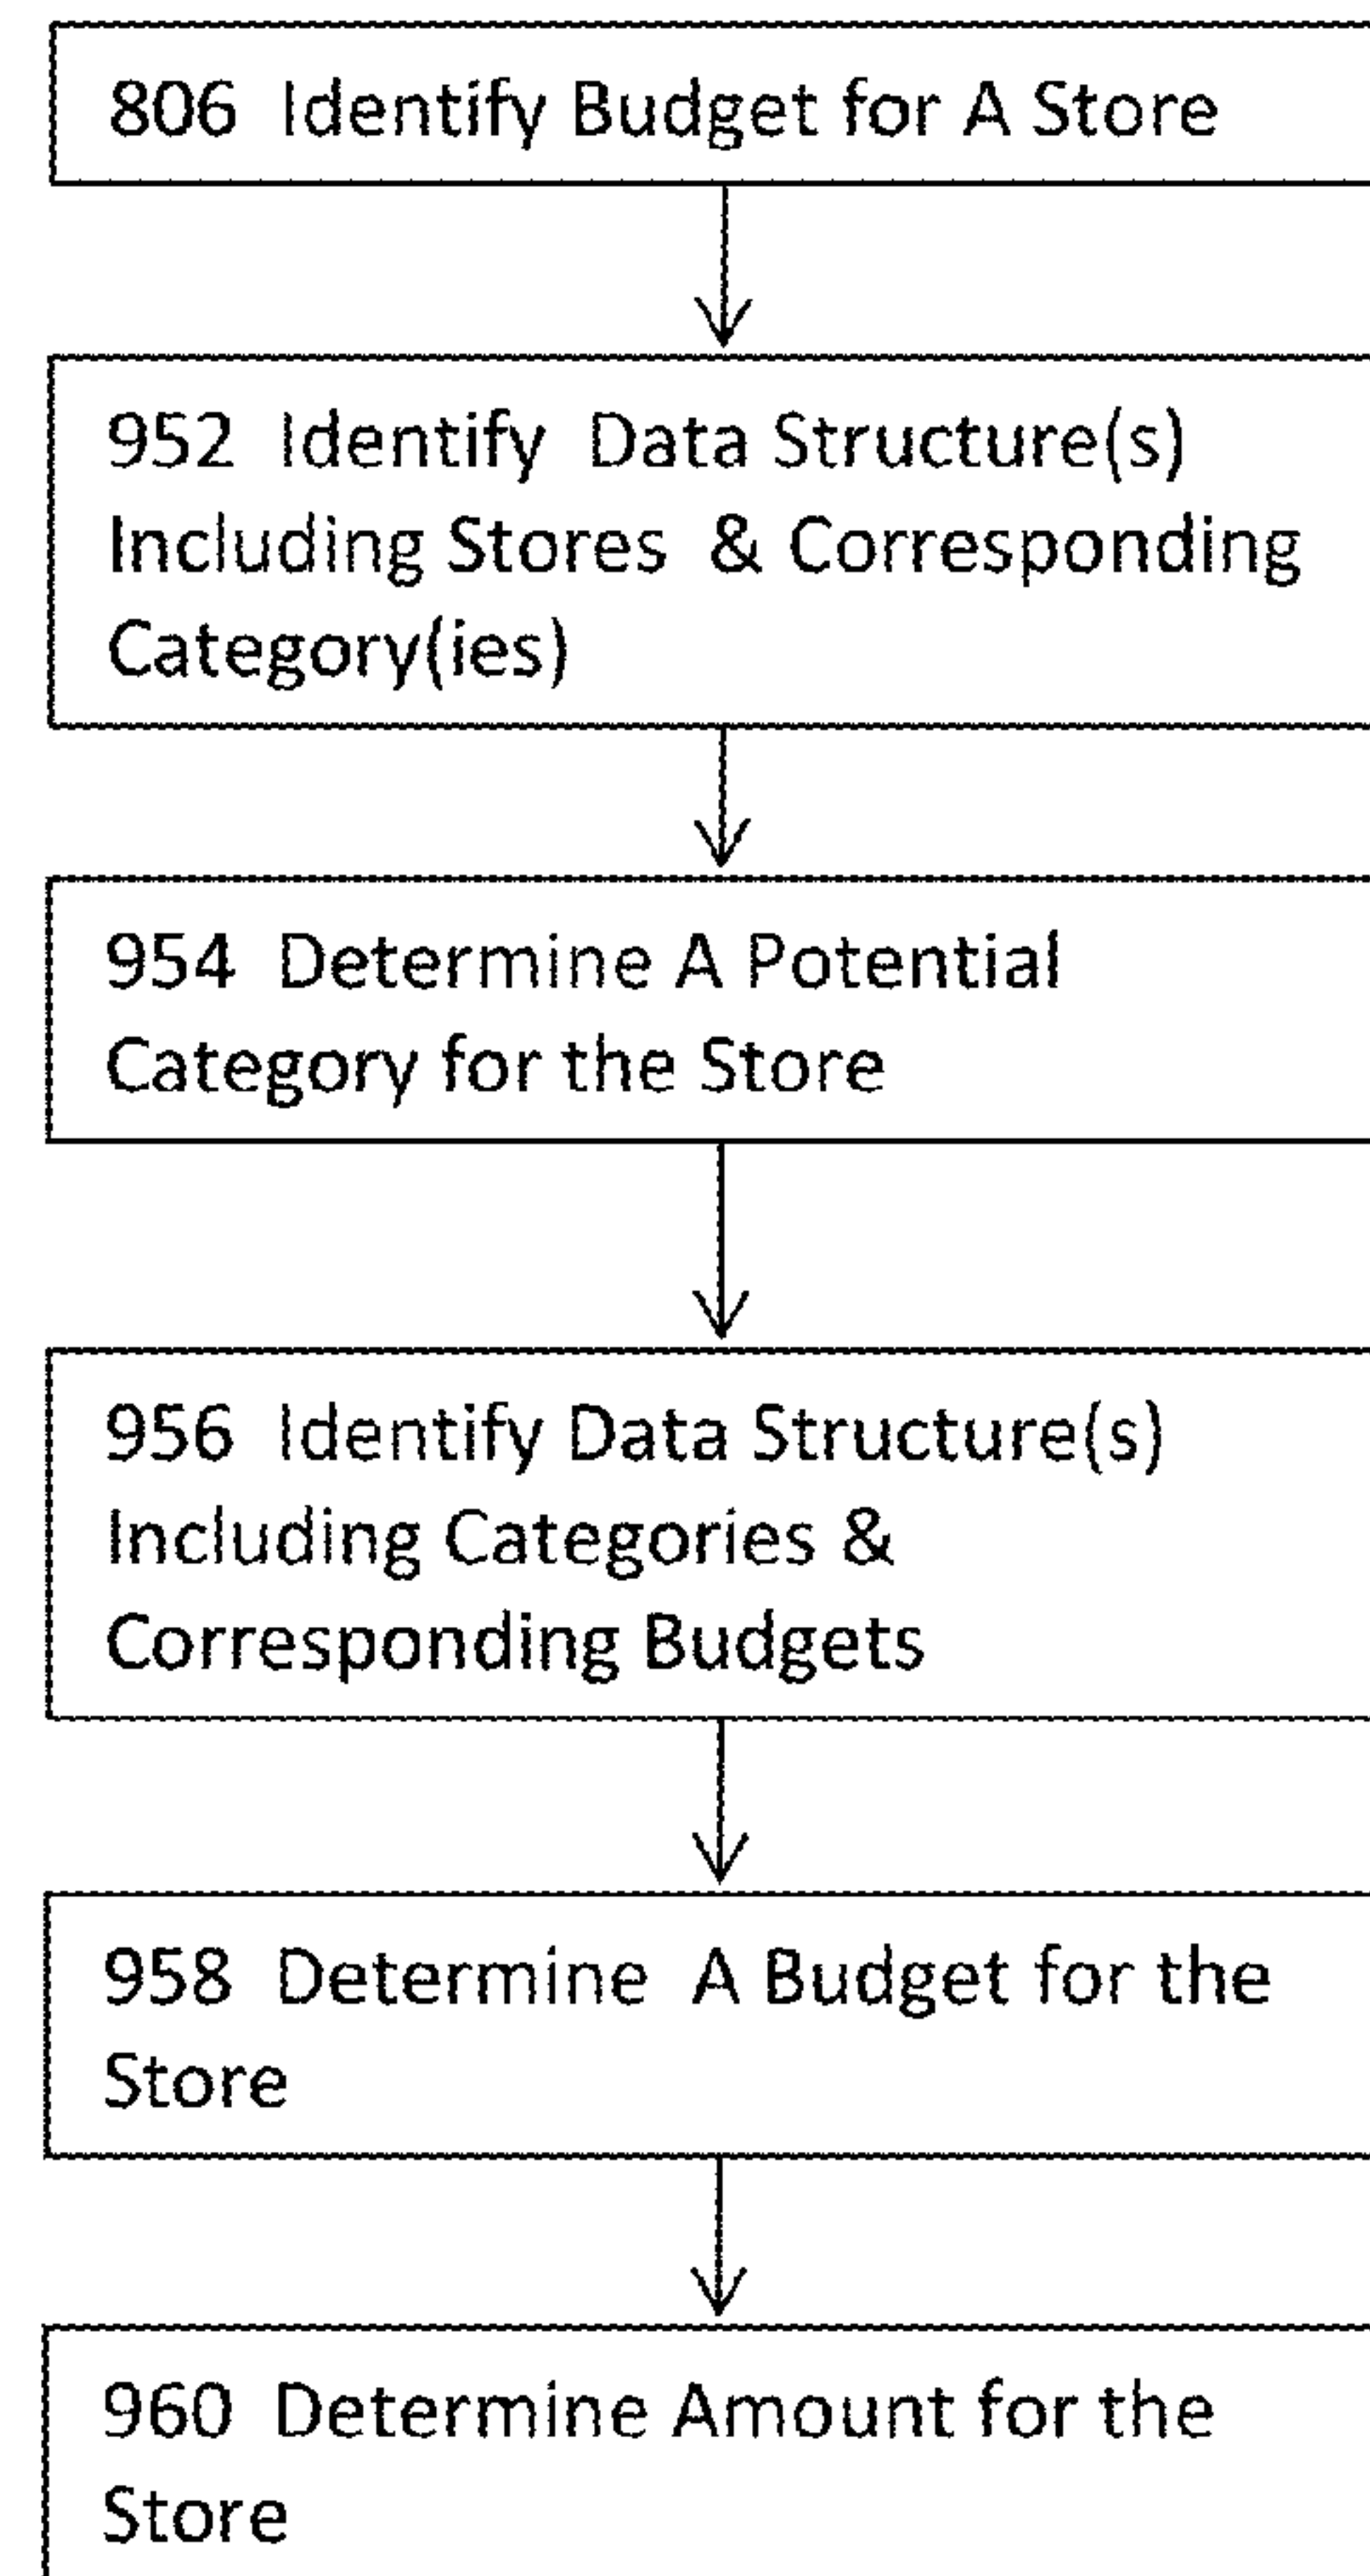 806 Identify Budget for A Store
952 Identify Data Structure(s)
Including Stores & Corresponding
Category(ies)
954 Determine A Potential
Category for the Store
956 Identify Data Structure(s)
Including Categories &
Corresponding Budgets
958 Determine A Budget for the
Store
960 Determine Amount for the
Store